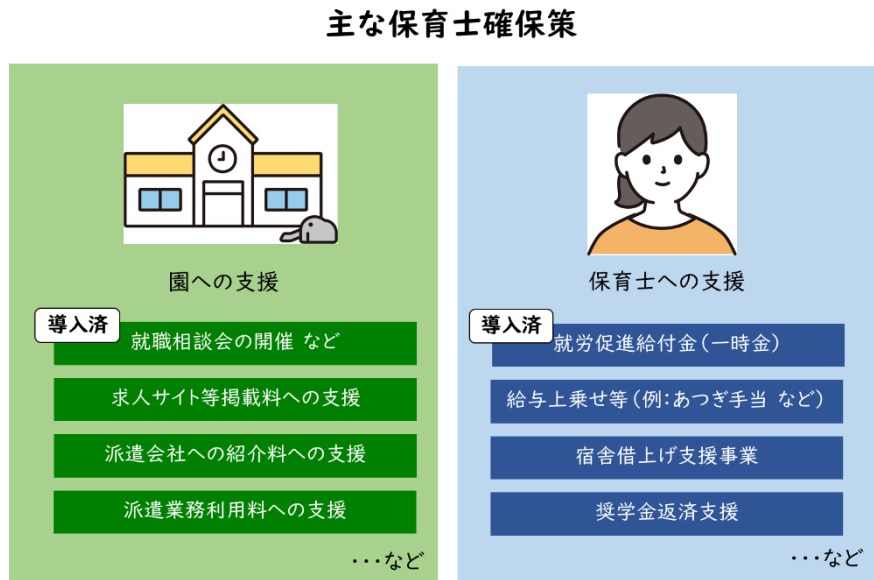 主な保育士確保策
園への支援
導入済
就職相談会の開催 など
求人サイト等掲載料への支援
派遣会社への紹介料への支援
派遣業務利用料への支援
･･･など
保育士への支援
導入済
就労促進給付金（一時金）
給与上乗せ等（例：あつぎ手当 など）
宿舎借上げ支援事業
奨学金返済支援
･･･など